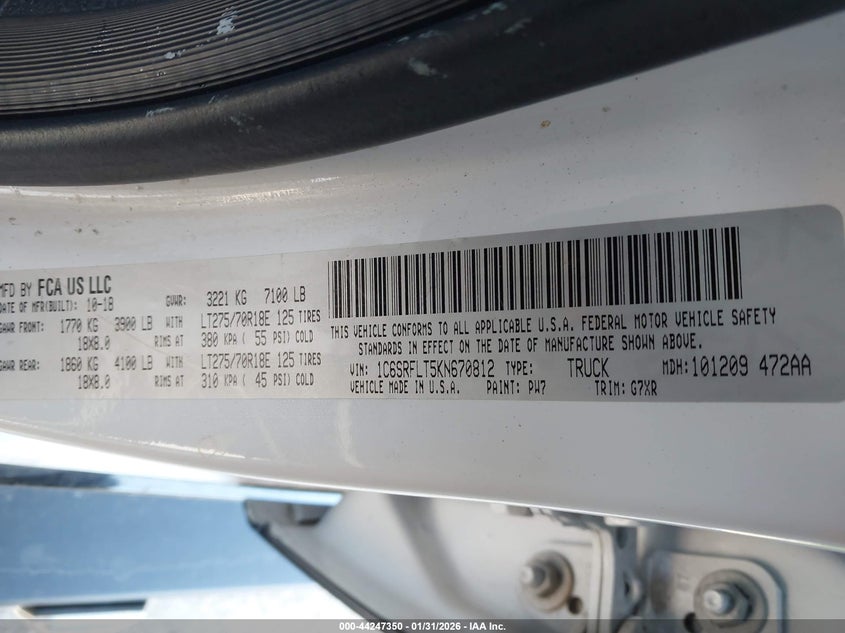 MFD BY FCA US LLC
DATE OF MFR(BUILT): 10-18 GVWR: 3221 KG 7100 LB
GAWR FRONT: 1770 KG 3900 LB WITH LT275/70R18E 125 TIRES
18X8.0 RIMS AT 380 KPA ( 55 PSI) COLD
GAWR REAR: 1860 KG 4100 LB WITH LT275/70R18E 125 TIRES
18X8.0 RIMS AT 310 KPA ( 45 PSI) COLD
THIS VEHICLE CONFORMS TO ALL APPLICABLE U.S.A. FEDERAL MOTOR VEHICLE SAFETY
STANDARDS IN EFFECT ON THE DATE OF MANUFACTURE SHOWN ABOVE.
VIN: 1C6SRFLT5KN670812 TYPE: TRUCK MDH: 101209 472AA
VEHICLE MADE IN U.S.A. PAINT: PW7 TRIM: G7XR
000-44247350 - 01/31/2026 - IAA Inc.